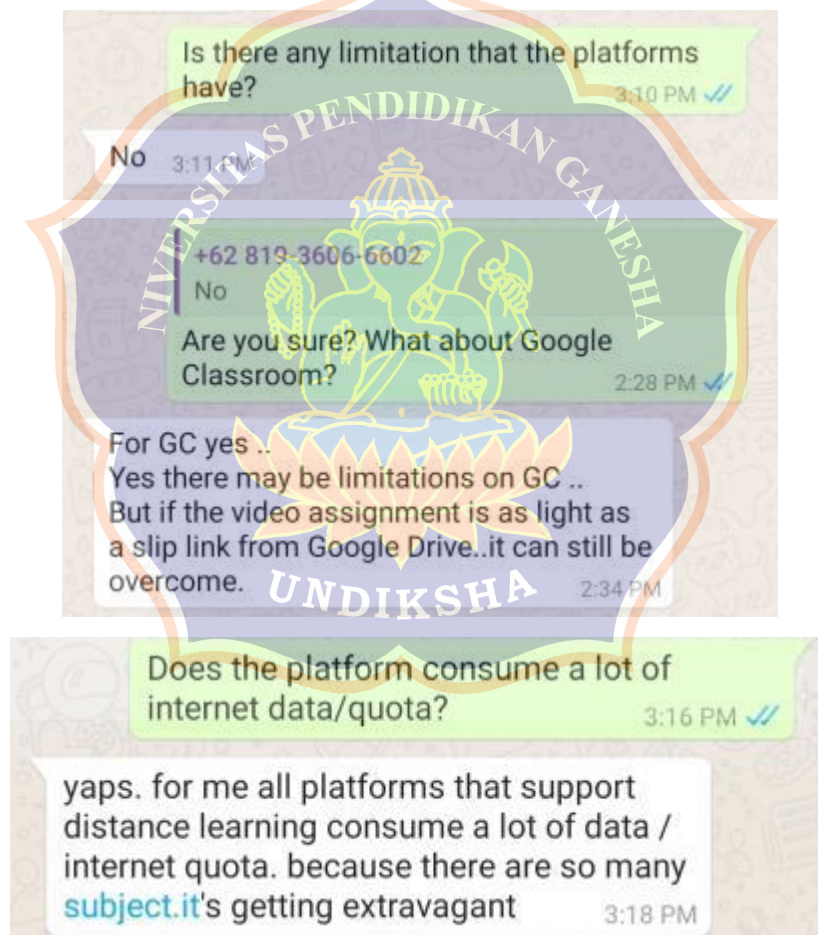 Is there any limitation that the platforms
have?
3:10 PM
No 3:11 PM
UNIVERSITAS PENDIDIKAN GANESHA
+62 819-3606-6602
No
Are you sure? What about Google
Classroom?
2:28 PM
For GC yes ..
Yes there may be limitations on GC ..
But if the video assignment is as light as
a slip link from Google Drive..it can still be
overcome.
2:34 PM
UNDIKSHA
Does the platform consume a lot of
internet data/quota?
3:16 PM
yaps. for me all platforms that support
distance learning consume a lot of data /
internet quota. because there are so many
subject.it's getting extravagant
3:18 PM